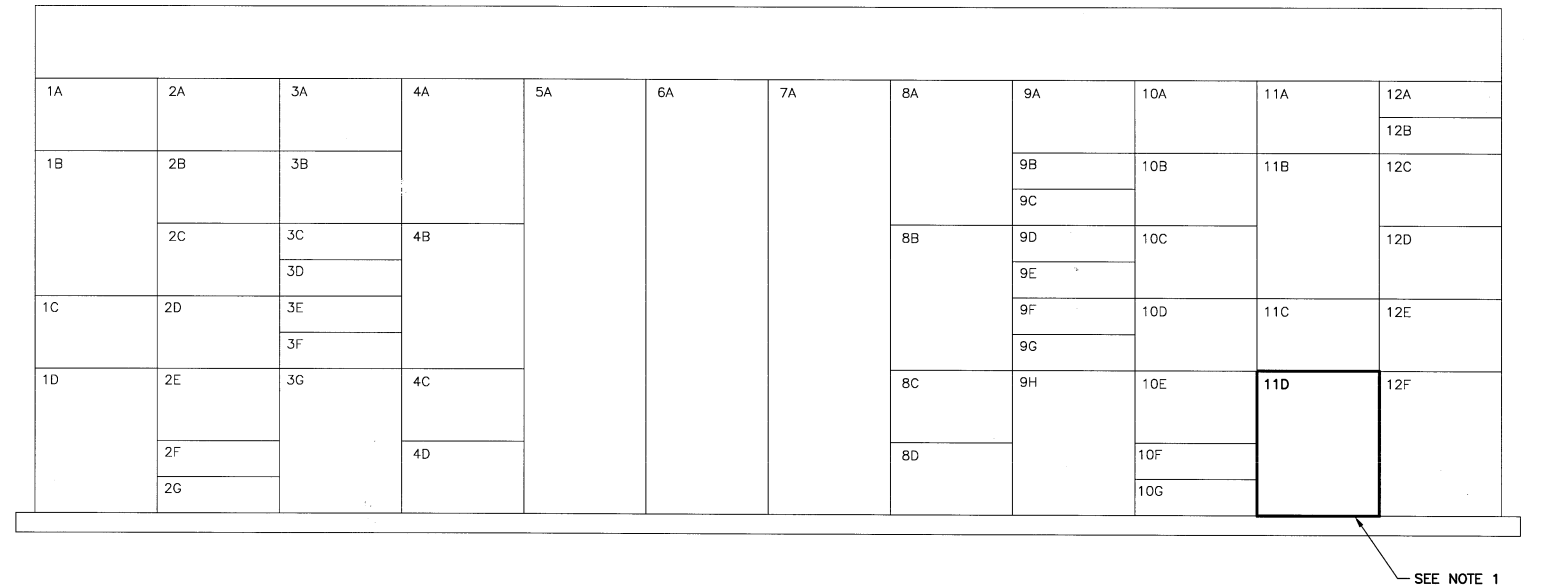 1A 2A 3A 4A 5A 6A 7A 8A 9A 10A 11A 12A
12B
1B 2B 3B 9B 10B 11B 12C
9C
2C 3C 4B 8B 9D 10C 12D
3D 9E
1C 2D 3E 9F 10D 11C 12E
3F 9G
1D 2E 3G 4C 8C 9H 10E 11D 12F
2F 4D 8D 10F
2G 10G
SEE NOTE 1